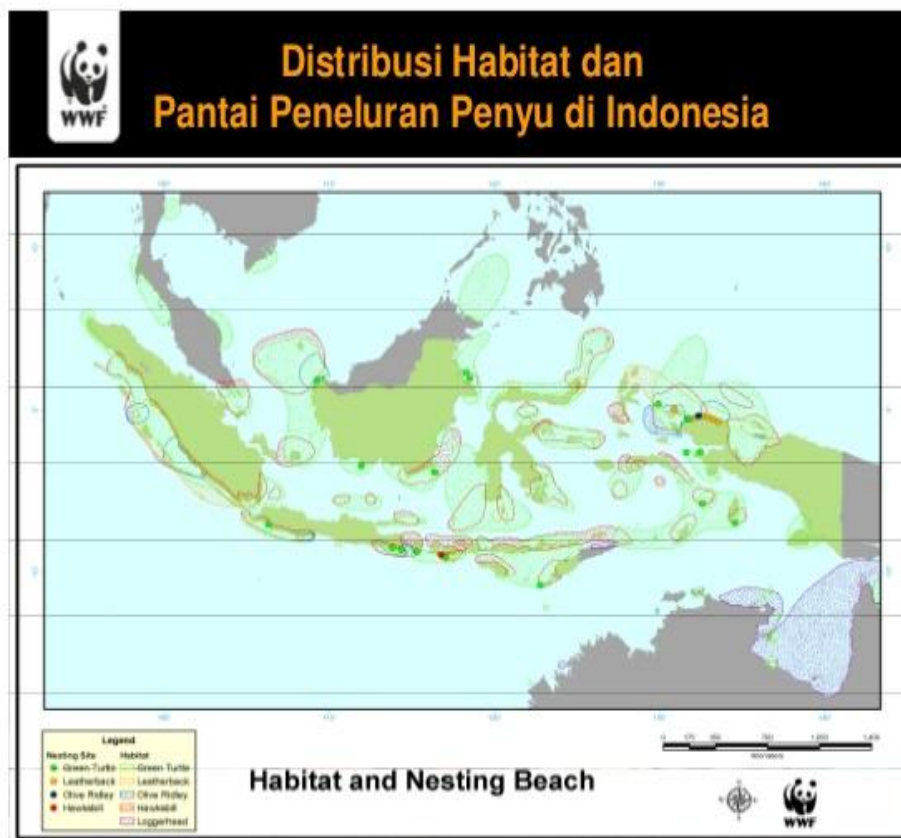 Distribusi Habitat dan
Pantai Peneluran Penyu di Indonesia
WWF
Legend
Nesting Site Habitat
Green Turtle Green Turtle
Leatherback Leatherback
Olive Ridley Olive Ridley
Hawksbill Hawksbill
Loggerhead
Habitat and Nesting Beach
Kilometers
WWF